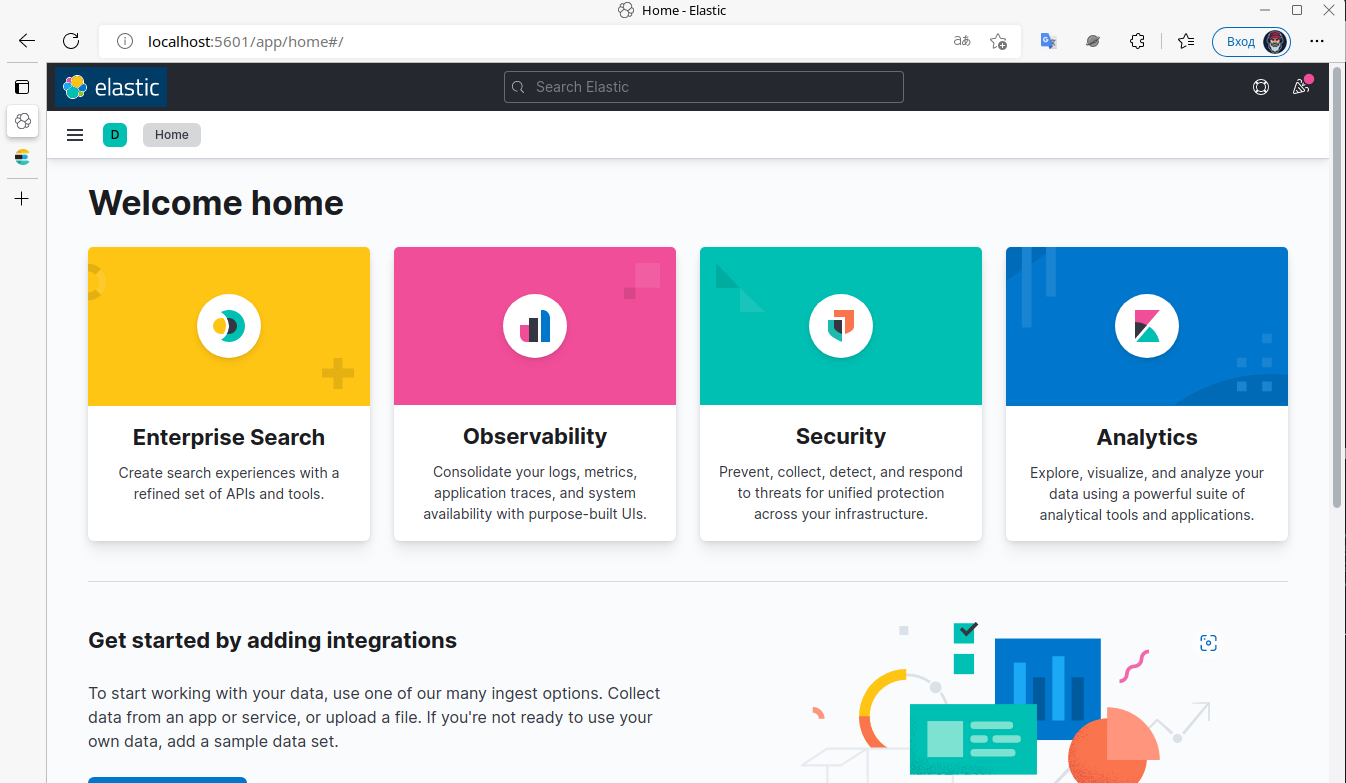 Home - Elastic
localhost:5601/app/home#/
aあ
Вход
elastic
Search Elastic
D
Home
Welcome home
Enterprise Search
Create search experiences with a
refined set of APIs and tools.
Observability
Consolidate your logs, metrics,
application traces, and system
availability with purpose-built UIs.
Security
Prevent, collect, detect, and respond
to threats for unified protection
across your infrastructure.
Analytics
Explore, visualize, and analyze your
data using a powerful suite of
analytical tools and applications.
Get started by adding integrations
To start working with your data, use one of our many ingest options. Collect
data from an app or service, or upload a file. If you're not ready to use your
own data, add a sample data set.